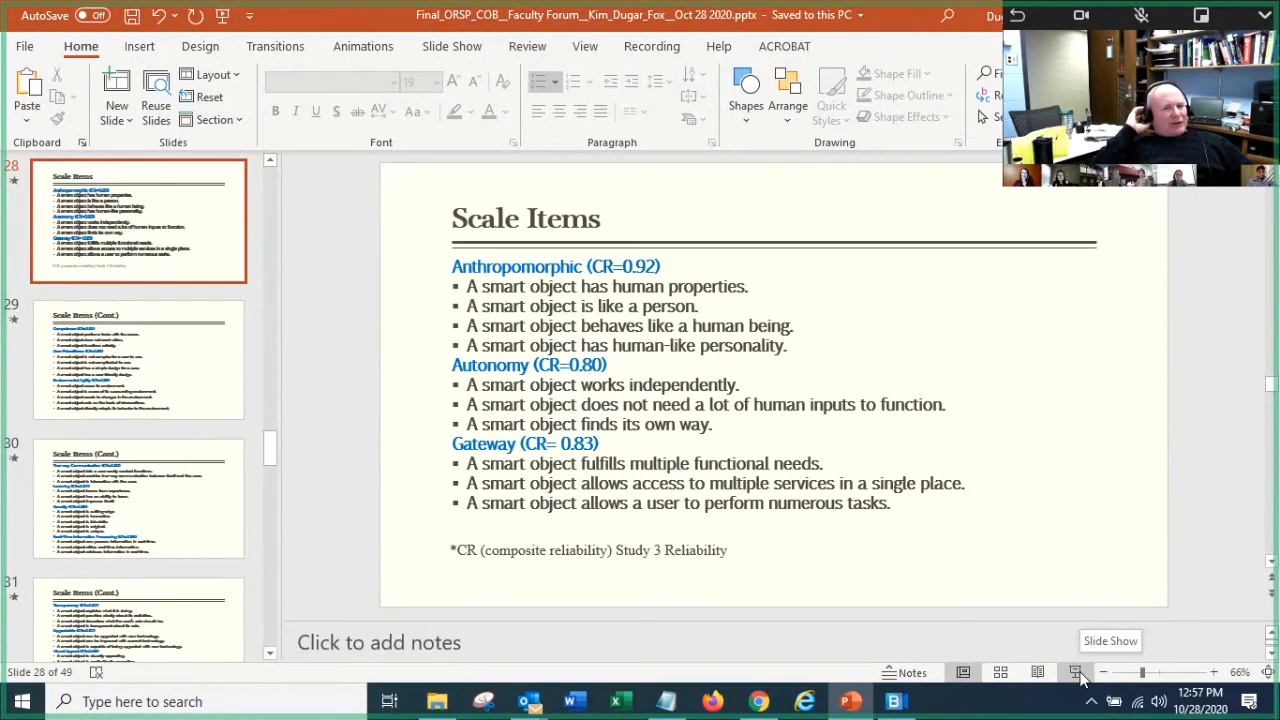 AutoSave Off Final_ORSP_COB__Faculty Forum__Kim_Dugar_Fox__Oct 28 2020.pptx - Saved to this PC
File Home Insert Design Transitions Animations Slide Show Review View Recording Help ACROBAT
Paste
New Slide
Reuse Slides
Layout
Reset
Section
19
Shapes
Arrange
Quick Styles
Shape Fill
Shape Outline
Shape Effects
Clipboard Slides Font Paragraph Drawing
28
Scale Items
29
Scale Items (Cont.)
30
Scale Items (Cont.)
31
Scale Items (Cont.)
Scale Items
Anthropomorphic (CR=0.92)
▪ A smart object has human properties.
▪ A smart object is like a person.
▪ A smart object behaves like a human being.
▪ A smart object has human-like personality.
Autonomy (CR=0.80)
▪ A smart object works independently.
▪ A smart object does not need a lot of human inputs to function.
▪ A smart object finds its own way.
Gateway (CR= 0.83)
▪ A smart object fulfills multiple functional needs.
▪ A smart object allows access to multiple services in a single place.
▪ A smart object allows a user to perform numerous tasks.
*CR (composite reliability) Study 3 Reliability
Click to add notes
Slide Show
Slide 28 of 49 Notes 66%
Type here to search
12:57 PM
10/28/2020